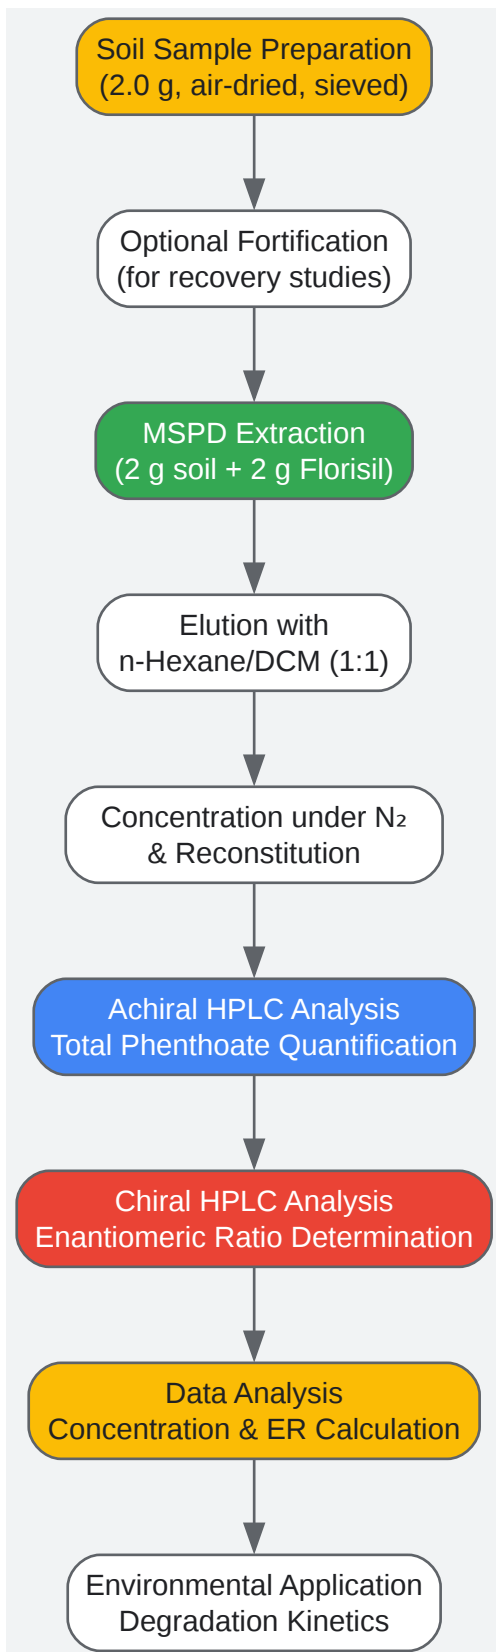 Soil Sample Preparation
(2.0 g, air-dried, sieved)
Optional Fortification
(for recovery studies)
MSPD Extraction
(2 g soil + 2 g Florisil)
Elution with
n-Hexane/DCM (1:1)
Concentration under N₂
& Reconstitution
Achiral HPLC Analysis
Total Phenthoate Quantification
Chiral HPLC Analysis
Enantiomeric Ratio Determination
Data Analysis
Concentration & ER Calculation
Environmental Application
Degradation Kinetics